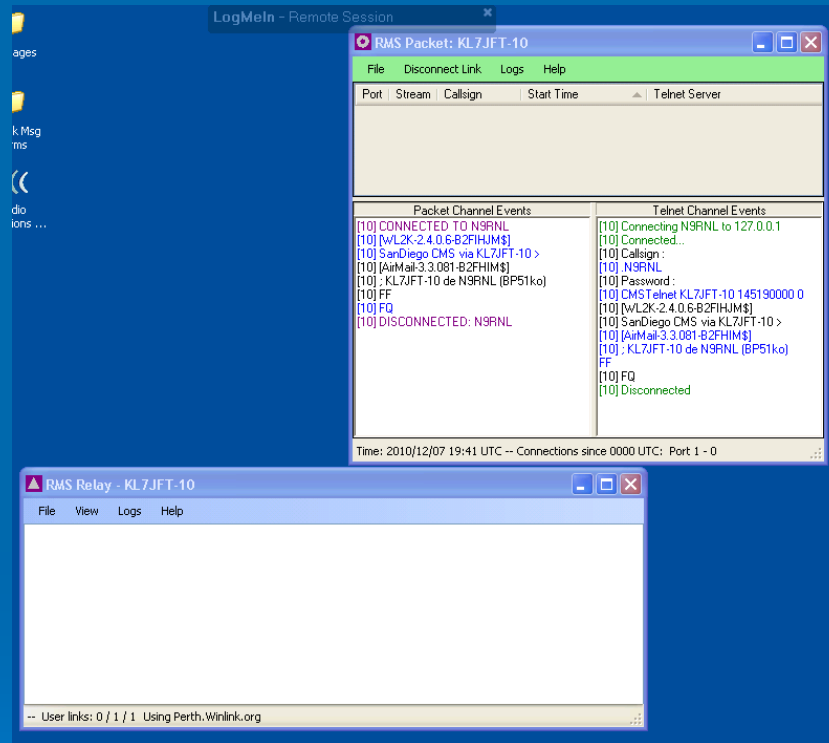 LogMeIn - Remote Session
ages
k Msg
rms
dio
ions ...
RMS Packet: KL7JFT-10
File Disconnect Link Logs Help
Port Stream Callsign Start Time Telnet Server
Packet Channel Events
[10] CONNECTED TO N9RNL
[10] [WL2K-2.4.0.6-B2FIHJM$]
[10] SanDiego CMS via KL7JFT-10 >
[10] [AirMail-3.3.081-B2FHIM$]
[10] ; KL7JFT-10 de N9RNL (BP51ko)
[10] FF
[10] FQ
[10] DISCONNECTED: N9RNL
Telnet Channel Events
[10] Connecting N9RNL to 127.0.0.1
[10] Connected...
[10] Callsign :
[10] .N9RNL
[10] Password :
[10] CMSTelnet KL7JFT-10 145190000 0
[10] [WL2K-2.4.0.6-B2FIHJM$]
[10] SanDiego CMS via KL7JFT-10 >
[10] [AirMail-3.3.081-B2FHIM$]
[10] ; KL7JFT-10 de N9RNL (BP51ko)
FF
[10] FQ
[10] Disconnected
Time: 2010/12/07 19:41 UTC -- Connections since 0000 UTC: Port 1 - 0
RMS Relay - KL7JFT-10
File View Logs Help
-- User links: 0 / 1 / 1 Using Perth.Winlink.org